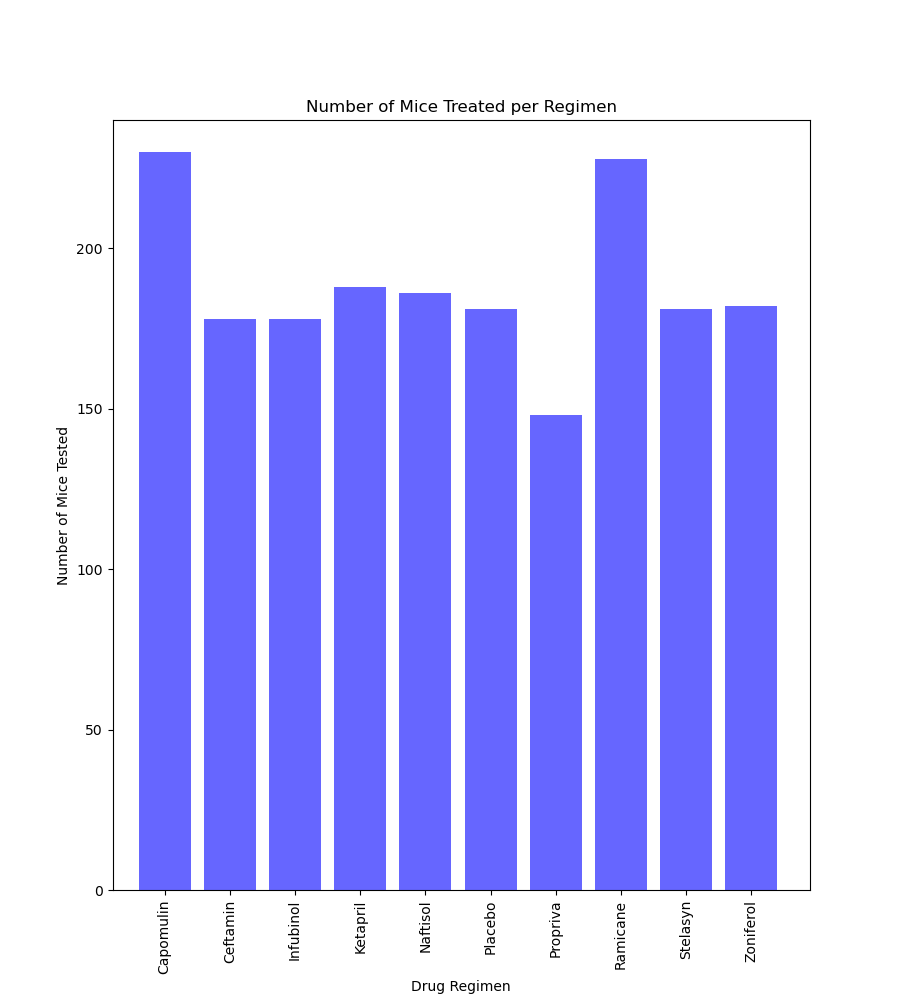 Number of Mice Treated per Regimen
Number of Mice Tested
200
150
100
50
0
Capomulin
Ceftamin
Infubinol
Ketapril
Naftisol
Placebo
Propriva
Ramicane
Stelasyn
Zoniferol
Drug Regimen